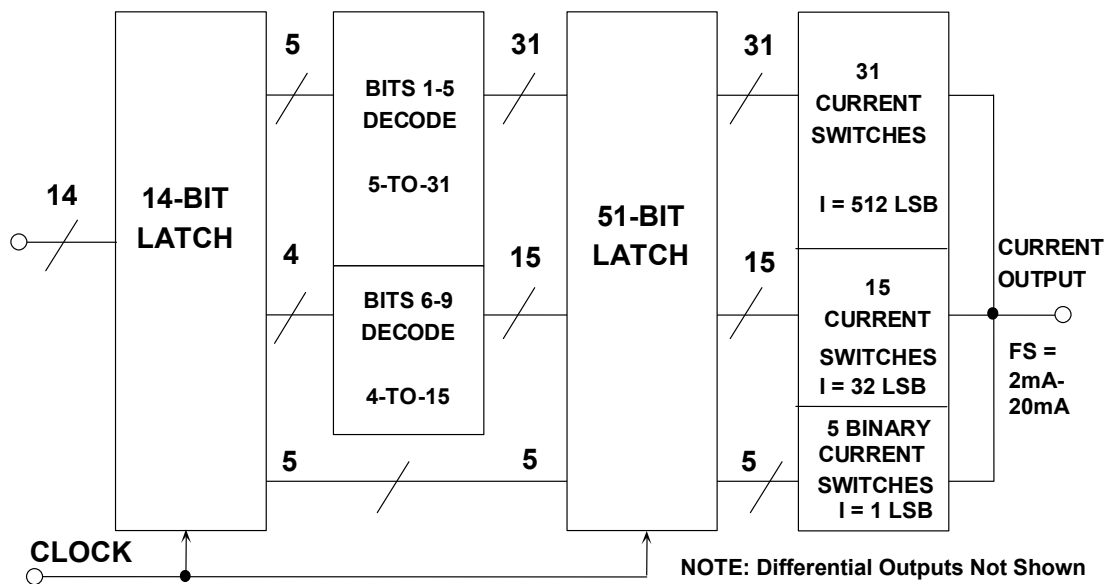 5
31
31
BITS 1-5
DECODE
5-TO-31
31
CURRENT
SWITCHES
I = 512 LSB
14
14-BIT
LATCH
51-BIT
LATCH
4
15
15
BITS 6-9
DECODE
4-TO-15
15
CURRENT
SWITCHES
I = 32 LSB
CURRENT
OUTPUT
FS =
2mA-
20mA
5
5
5
5 BINARY
CURRENT
SWITCHES
I = 1 LSB
CLOCK
NOTE: Differential Outputs Not Shown